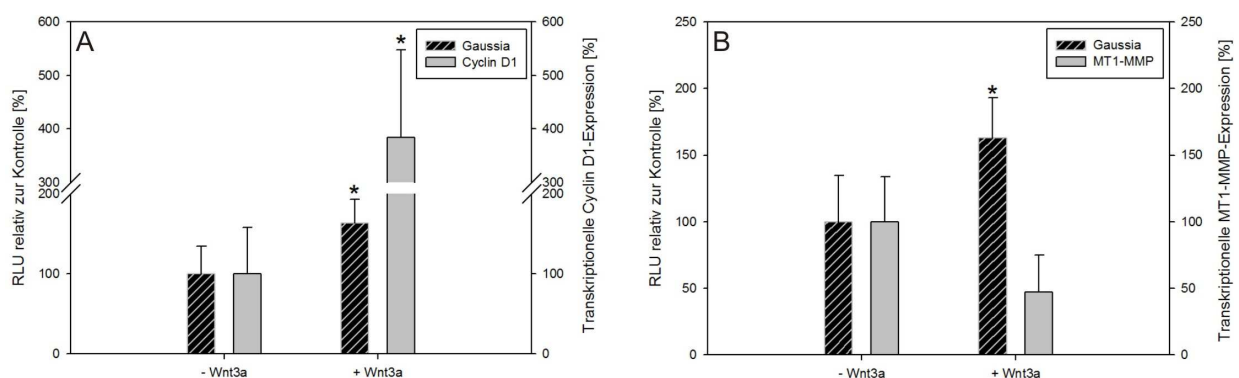 A
RLU relativ zur Kontrolle [%]
600
500
400
300
200
100
0
Gaussia
Cyclin D1
*
*
- Wnt3a
+ Wnt3a
600
500
400
300
200
100
0
Transkriptionelle Cyclin D1-Expression [%]
B
RLU relativ zur Kontrolle [%]
250
200
150
100
50
0
Gaussia
MT1-MMP
*
- Wnt3a
+ Wnt3a
250
200
150
100
50
0
Transkriptionelle MT1-MMP-Expression [%]